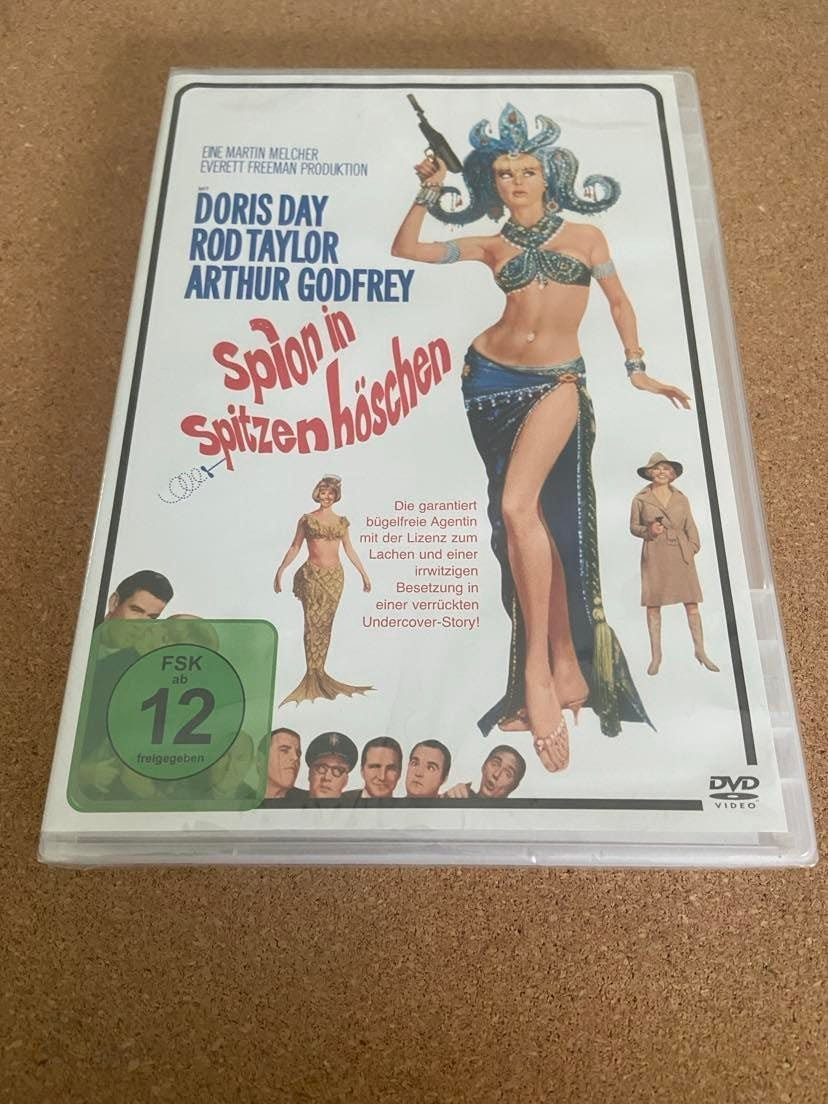 EINE MARTIN MELCHER
EVERETT FREEMAN PRODUKTION
MIT
DORIS DAY
ROD TAYLOR
ARTHUR GODFREY
Spion in
Spitzenhöschen
Die garantiert
bügelfreie Agentin
mit der Lizenz zum
Lachen und einer
irrwitzigen
Besetzung in
einer verrückten
Undercover-Story!
FSK
ab
12
freigegeben
DVD
VIDEO